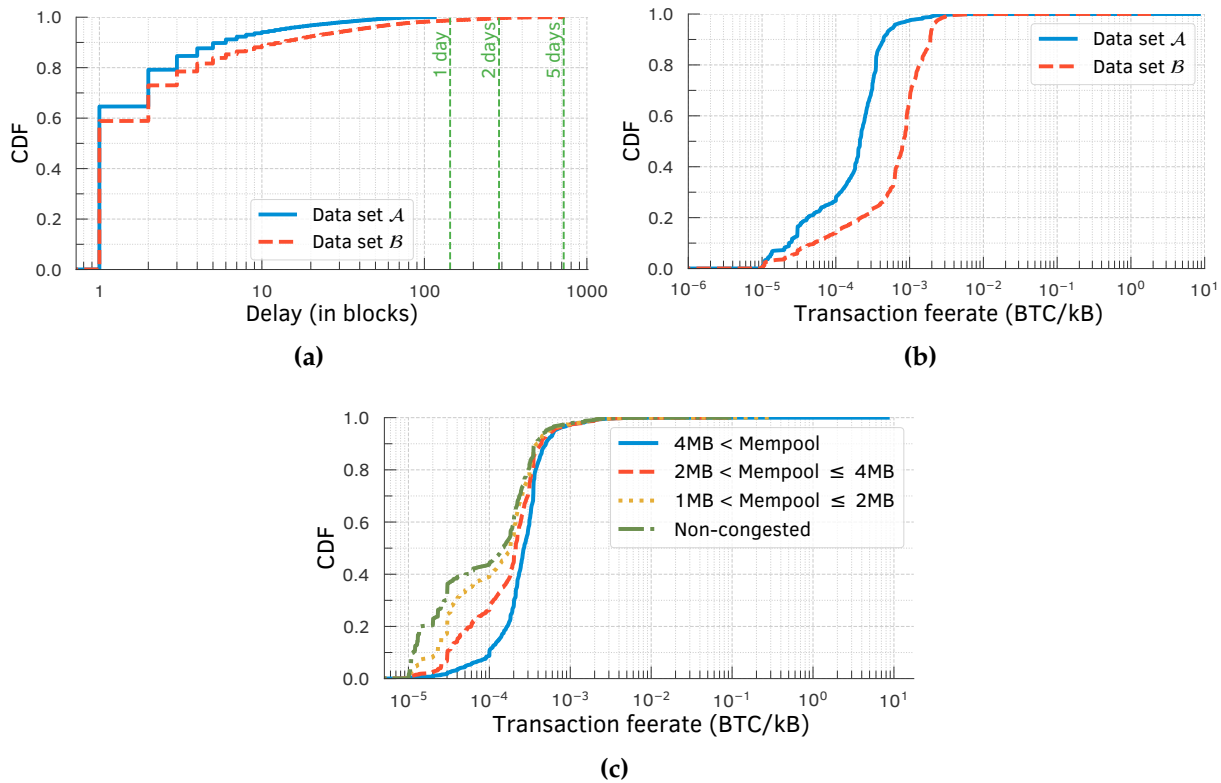 CDF
1.0
0.8
0.6
0.4
0.2
0.0
1 day
2 days
5 days
Data set 𝒜
Data set ℬ
1
10
100
1000
Delay (in blocks)
(a)
CDF
1.0
0.8
0.6
0.4
0.2
0.0
Data set 𝒜
Data set ℬ
10⁻⁶
10⁻⁵
10⁻⁴
10⁻³
10⁻²
10⁻¹
10⁰
10¹
Transaction feerate (BTC/kB)
(b)
CDF
1.0
0.8
0.6
0.4
0.2
0.0
4MB < Mempool
2MB < Mempool ≤ 4MB
1MB < Mempool ≤ 2MB
Non-congested
10⁻⁵
10⁻⁴
10⁻³
10⁻²
10⁻¹
10⁰
10¹
Transaction feerate (BTC/kB)
(c)